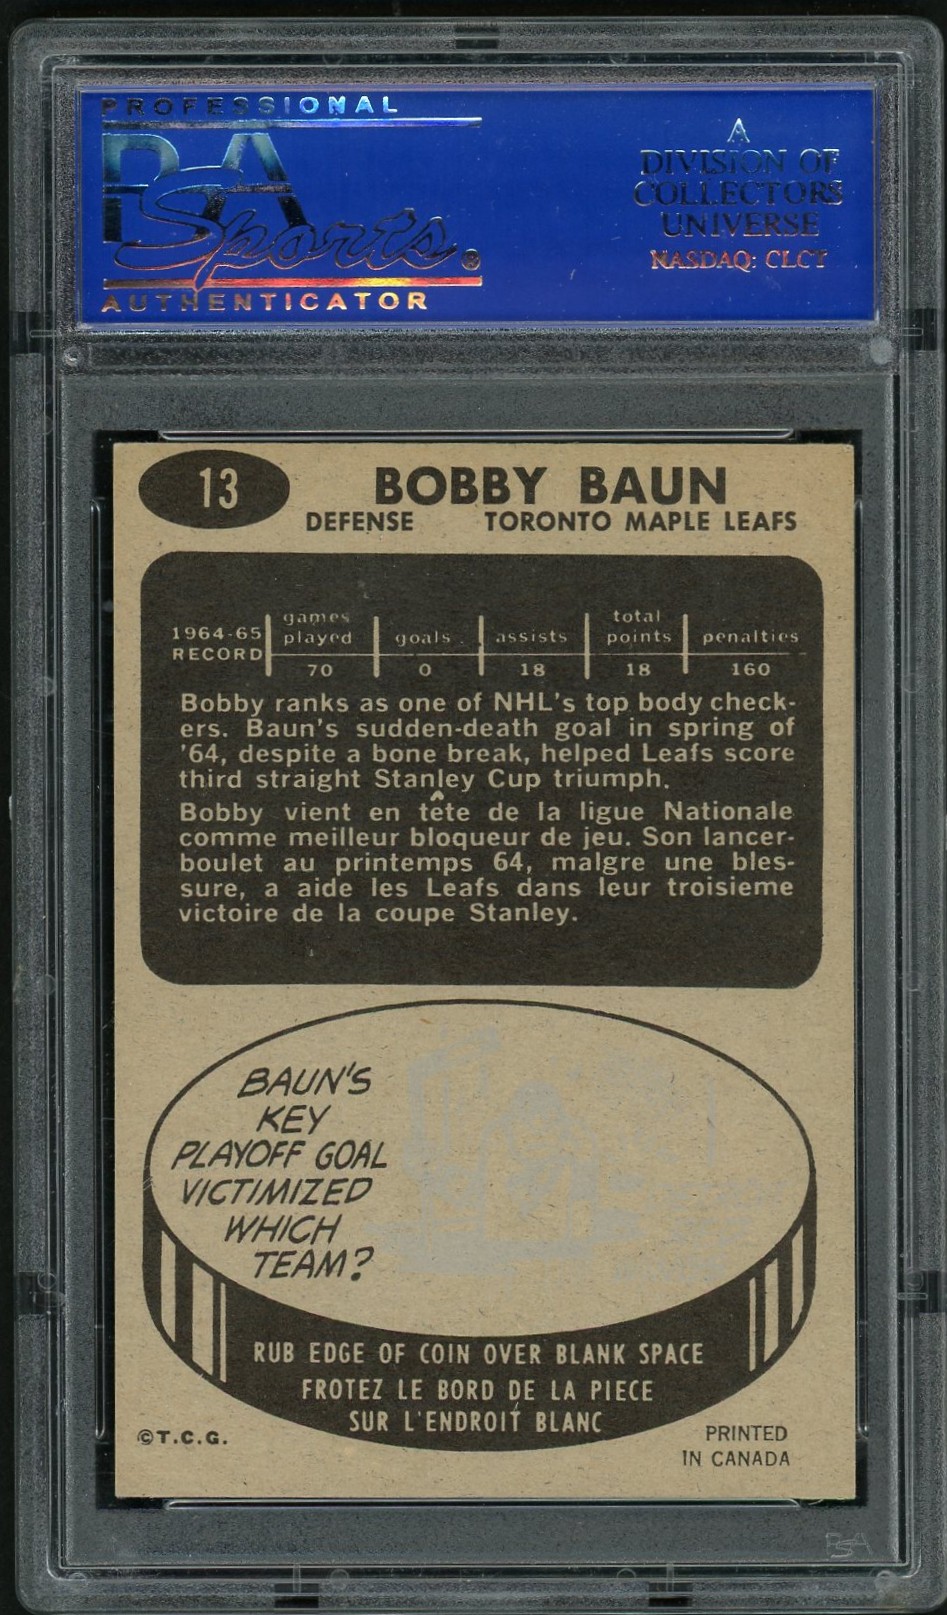 PROFESSIONAL
PSA
Sports®
AUTHENTICATOR
A
DIVISION OF
COLLECTORS
UNIVERSE
NASDAQ: CLCT
13
BOBBY BAUN
DEFENSE TORONTO MAPLE LEAFS
1964-65 RECORD games played goals assists total points penalties
70 0 18 18 160
Bobby ranks as one of NHL's top body check-
ers. Baun's sudden-death goal in spring of
'64, despite a bone break, helped Leafs score
third straight Stanley Cup triumph.
Bobby vient en tête de la ligue Nationale
comme meilleur bloqueur de jeu. Son lancer-
boulet au printemps 64, malgre une bles-
sure, a aide les Leafs dans leur troisieme
victoire de la coupe Stanley.
BAUN'S
KEY
PLAYOFF GOAL
VICTIMIZED
WHICH
TEAM?
RUB EDGE OF COIN OVER BLANK SPACE
FROTEZ LE BORD DE LA PIECE
SUR L'ENDROIT BLANC
©T.C.G.
PRINTED
IN CANADA
PSA